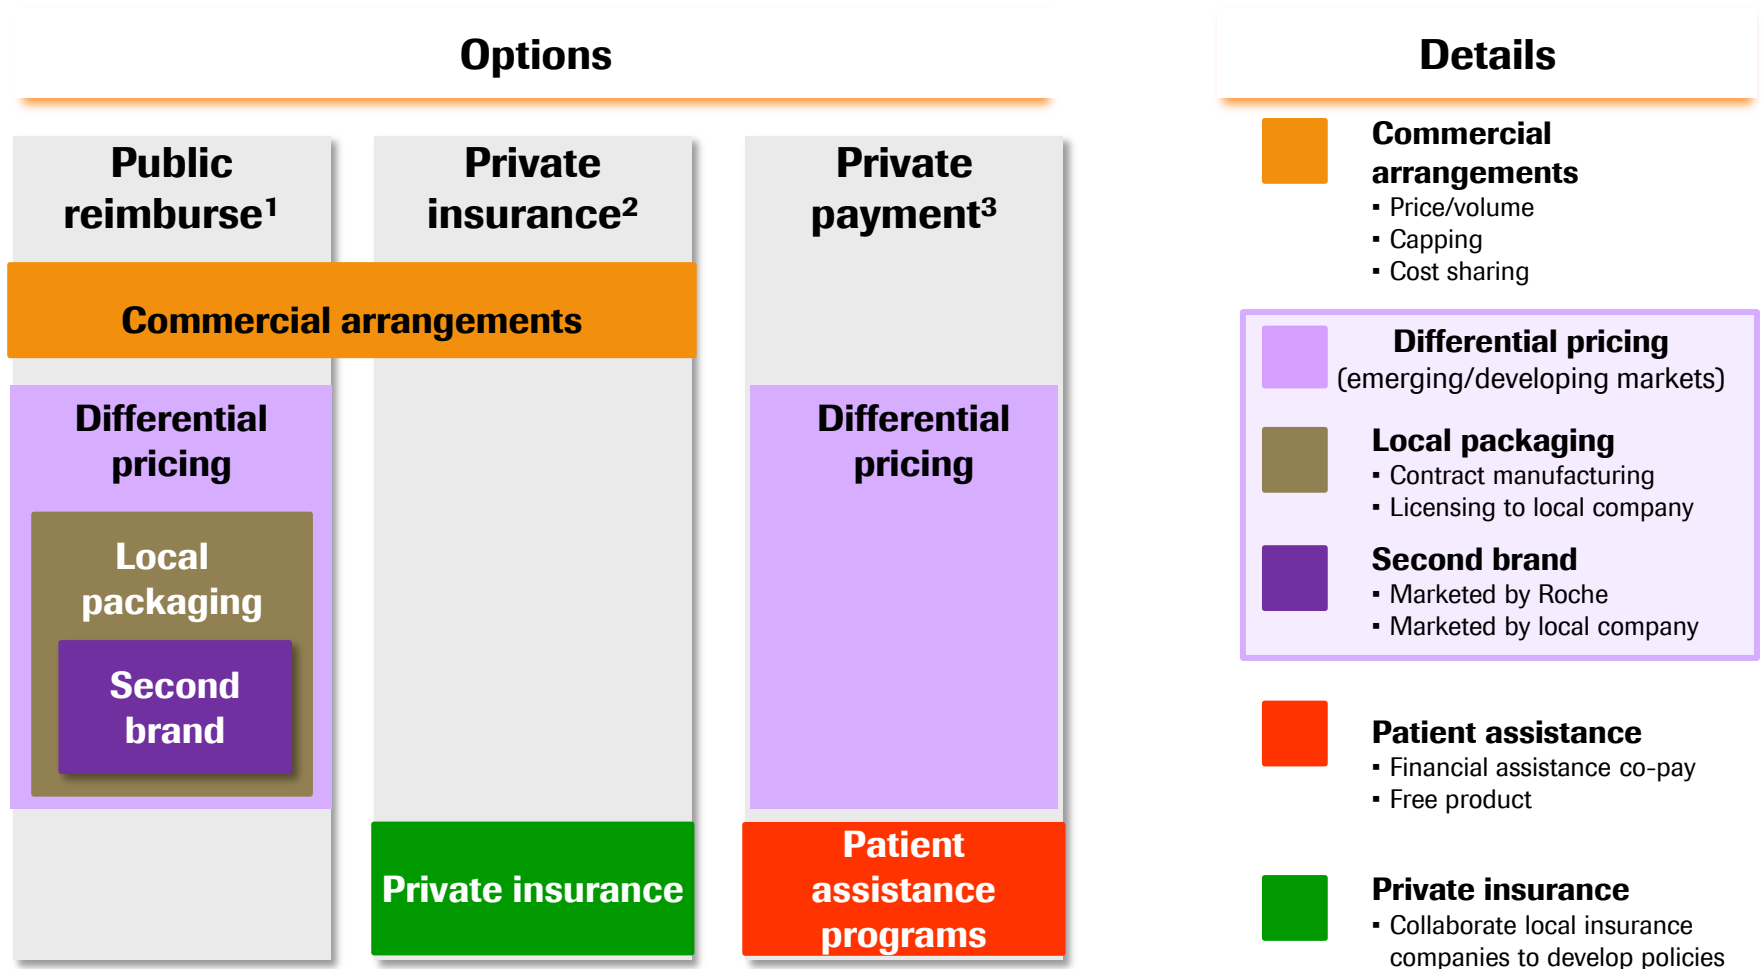 Options
Public
reimburse¹
Private
insurance²
Private
payment³
Commercial arrangements
Differential
pricing
Local
packaging
Second
brand
Differential
pricing
Private insurance
Patient
assistance
programs
Details
Commercial
arrangements
▪ Price/volume
▪ Capping
▪ Cost sharing
Differential pricing
(emerging/developing markets)
Local packaging
▪ Contract manufacturing
▪ Licensing to local company
Second brand
▪ Marketed by Roche
▪ Marketed by local company
Patient assistance
▪ Financial assistance co-pay
▪ Free product
Private insurance
▪ Collaborate local insurance
companies to develop policies